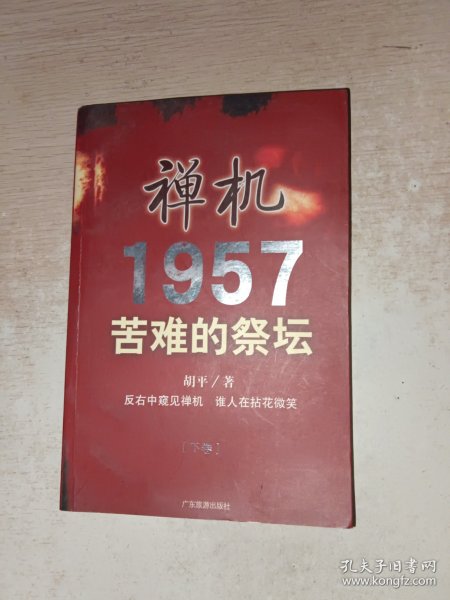 禅机
1957
苦难的祭坛
胡平/著
反右中窥见禅机 谁人在拈花微笑
[下卷]
广东旅游出版社
孔夫子旧书网
www.kongfz.com